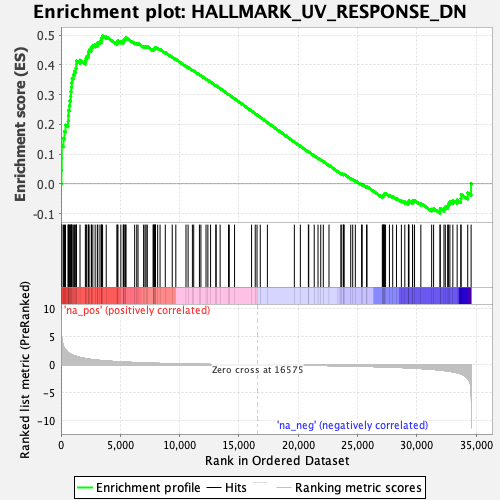 Enrichment plot: HALLMARK_UV_RESPONSE_DN
Enrichment score (ES)
0.5
0.4
0.3
0.2
0.1
0.0
-0.1
Ranked list metric (PreRanked)
10
5
0
-5
-10
'na_pos' (positively correlated)
Zero cross at 16575
'na_neg' (negatively correlated)
0 5,000 10,000 15,000 20,000 25,000 30,000 35,000
Rank in Ordered Dataset
Enrichment profile Hits Ranking metric scores